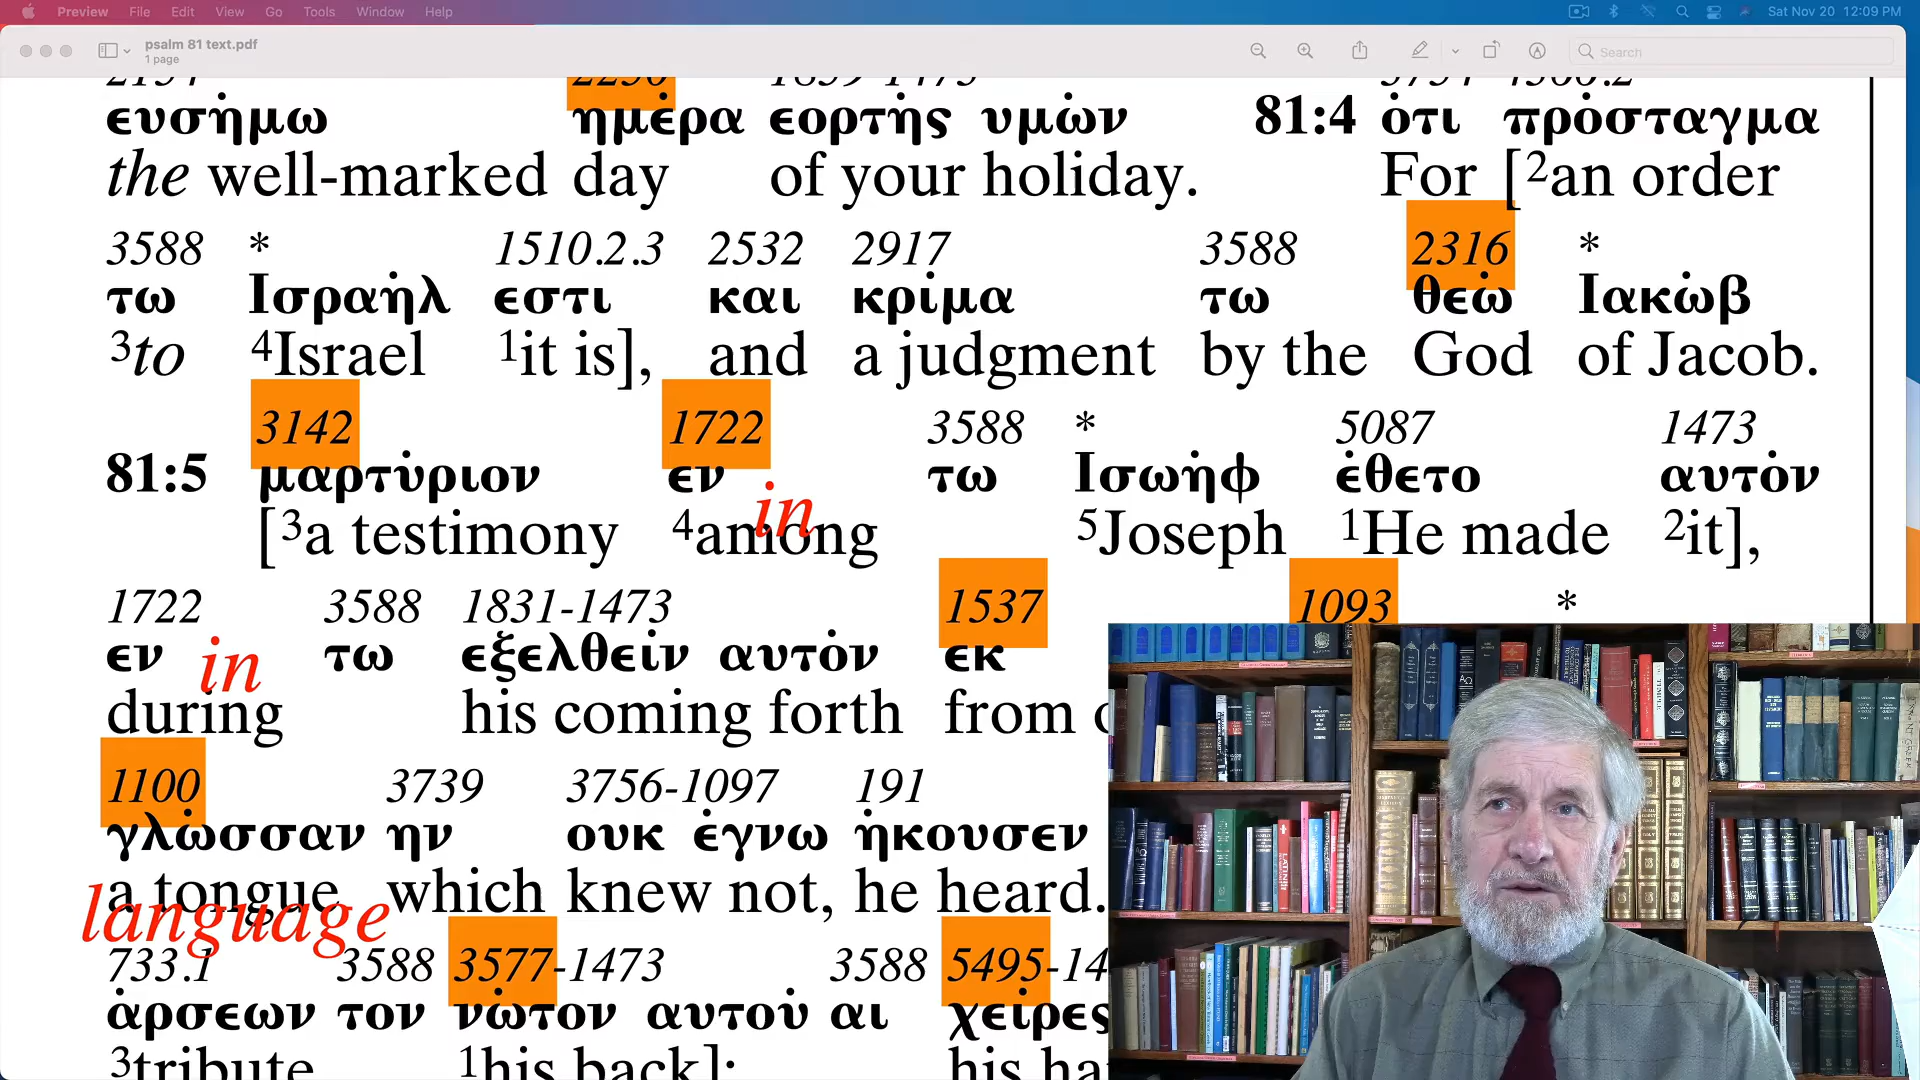 Preview File Edit View Go Tools Window Help Sat Nov 20 12:09 PM
psalm 81 text.pdf
1 page
Search
ευσήμω ημέρα εορτής υμών 81:4 ότι πρόσταγμα
the well-marked day of your holiday. For [2an order
3588 * 1510.2.3 2532 2917 3588 2316 *
τω Ισραήλ εστι και κρίμα τω θεώ Ιακώβ
3to 4Israel 1it is], and a judgment by the God of Jacob.
3142 1722 3588 * 5087 1473
81:5 μαρτύριον εν τω Ισωήφ έθετο αυτόν
in
[3a testimony 4among 5Joseph 1He made 2it],
1722 3588 1831-1473 1537 1093 *
εν in τω εξελθείν αυτόν εκ
during his coming forth from
1100 3739 3756-1097 191
γλώσσαν ην ουκ έγνω ήκουσεν
a tongue which knew not, he heard.
language
733.1 3588 3577-1473 3588 5495-14
άρσεων τον νώτον αυτού αι χείρες
3tribute 1his back]; his ha